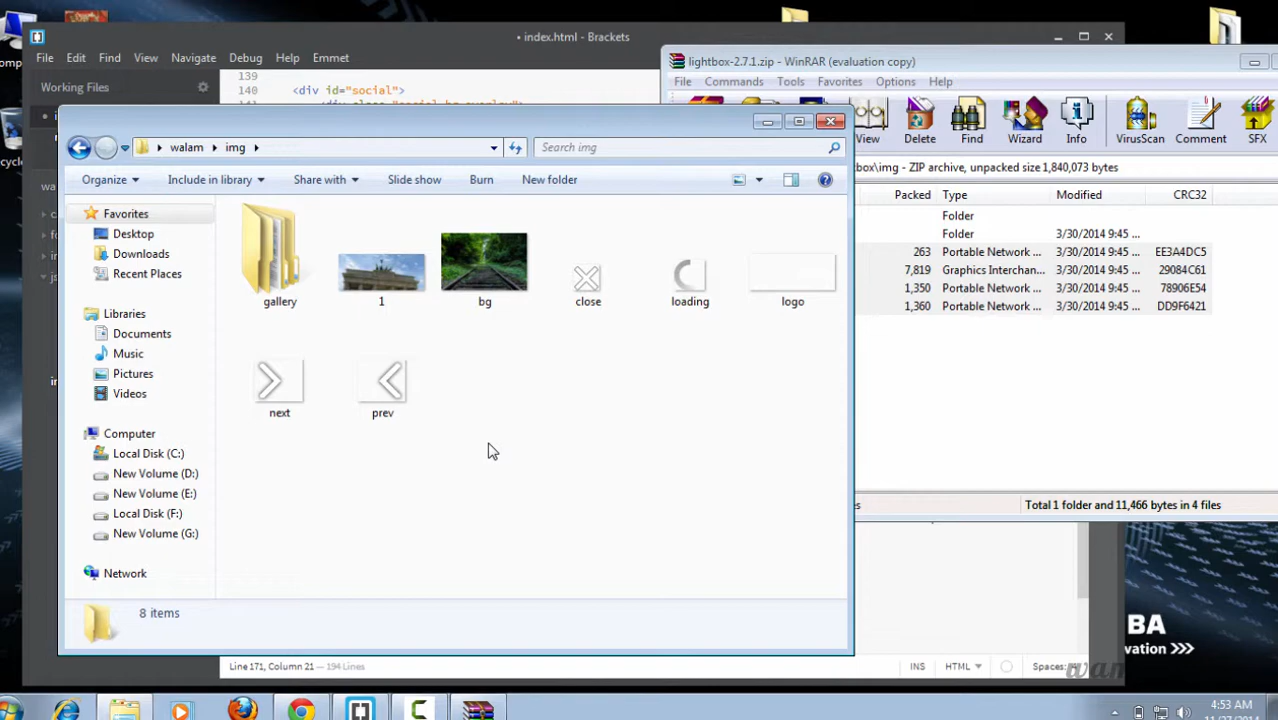 • index.html - Brackets
File Edit Find View Navigate Debug Help Emmet
Working Files
139
140 <div id="social">
lightbox-2.7.1.zip - WinRAR (evaluation copy)
File Commands Tools Favorites Options Help
View Delete Find Wizard Info VirusScan Comment SFX
box\img - ZIP archive, unpacked size 1,840,073 bytes
Packed Type Modified CRC32
Folder
Folder 3/30/2014 9:45 ...
263 Portable Network ... 3/30/2014 9:45 ... EE3A4DC5
7,819 Graphics Interchan... 3/30/2014 9:45 ... 29084C61
1,350 Portable Network ... 3/30/2014 9:45 ... 78906E54
1,360 Portable Network ... 3/30/2014 9:45 ... DD9F6421
Total 1 folder and 11,466 bytes in 4 files
walam img
Search img
Organize Include in library Share with Slide show Burn New folder
Favorites
Desktop
Downloads
Recent Places
Libraries
Documents
Music
Pictures
Videos
Computer
Local Disk (C:)
New Volume (D:)
New Volume (E:)
Local Disk (F:)
New Volume (G:)
Network
gallery 1 bg close loading logo
next prev
8 items
BA
vation >>>
Line 171, Column 21 — 194 Lines
INS HTML Spaces:
4:53 AM
11/27/2014